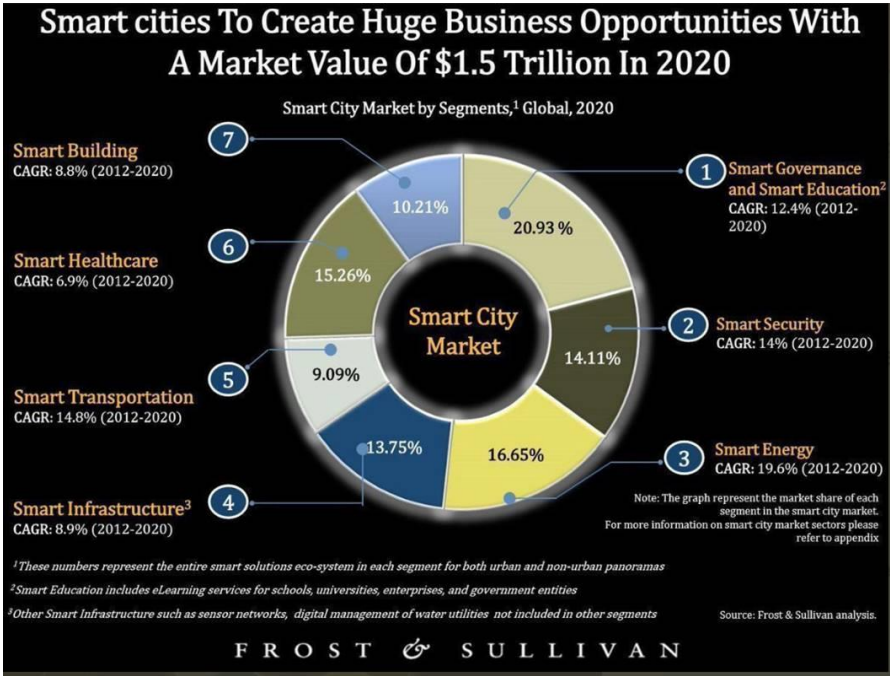 Smart cities To Create Huge Business Opportunities With
A Market Value Of $1.5 Trillion In 2020
Smart City Market by Segments,¹ Global, 2020
7
Smart Building
CAGR: 8.8% (2012-2020)
10.21%
1
Smart Governance
and Smart Education²
CAGR: 12.4% (2012-
2020)
20.93 %
6
Smart Healthcare
CAGR: 6.9% (2012-2020)
15.26%
Smart City
Market
2
Smart Security
CAGR: 14% (2012-2020)
14.11%
5
Smart Transportation
CAGR: 14.8% (2012-2020)
9.09%
13.75%
16.65%
3
Smart Energy
CAGR: 19.6% (2012-2020)
4
Smart Infrastructure³
CAGR: 8.9% (2012-2020)
Note: The graph represent the market share of each
segment in the smart city market.
For more information on smart city market sectors please
refer to appendix
¹These numbers represent the entire smart solutions eco-system in each segment for both urban and non-urban panoramas
²Smart Education includes eLearning services for schools, universities, enterprises, and government entities
³Other Smart Infrastructure such as sensor networks, digital management of water utilities not included in other segments
Source: Frost & Sullivan analysis.
FROST & SULLIVAN